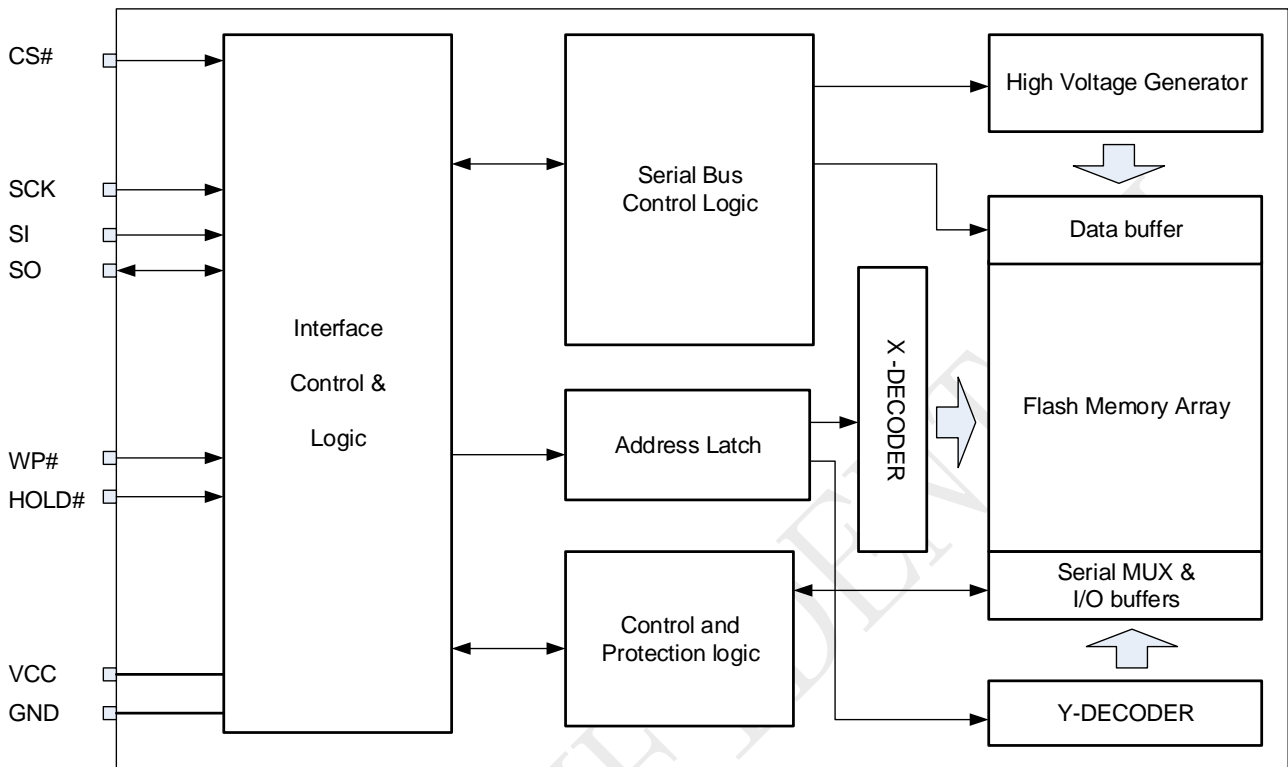 CS#
SCK
SI
SO
WP#
HOLD#
VCC
GND
Interface
Control &
Logic
Serial Bus
Control Logic
Address Latch
Control and
Protection logic
X-DECODER
High Voltage Generator
Data buffer
Flash Memory Array
Serial MUX &
I/O buffers
Y-DECODER